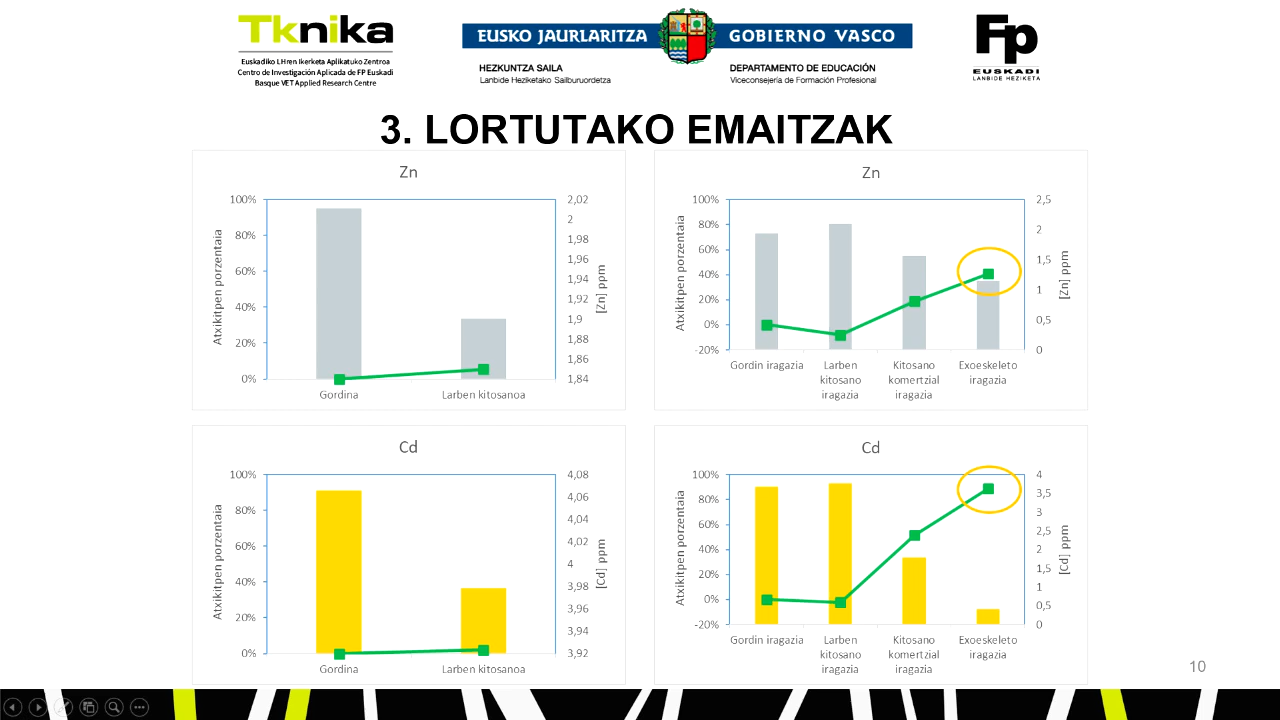 Tknika
Euskadiko LHren Ikerketa Aplikatuko Zentroa
Centro de Investigación Aplicada de FP Euskadi
Basque VET Applied Research Centre
EUSKO JAURLARITZA
GOBIERNO VASCO
HEZKUNTZA SAILA
Lanbide Heziketako Sailburuordetza
DEPARTAMENTO DE EDUCACIÓN
Viceconsejería de Formación Profesional
Fp
EUSKADI
LANBIDE HEZIKETA
3. LORTUTAKO EMAITZAK
Zn
Atxikitpen porzentaia
100%
80%
60%
40%
20%
0%
2,02
2
1,98
1,96
1,94
1,92
1,9
1,88
1,86
1,84
[Zn] ppm
Gordina
Larben kitosanoa
Zn
Atxikitpen porzentaia
100%
80%
60%
40%
20%
0%
-20%
2,5
2
1,5
1
0,5
0
[Zn] ppm
Gordin iragazia
Larben kitosano iragazia
Kitosano komertzial iragazia
Exoeskeleto iragazia
Cd
Atxikitpen porzentaia
100%
80%
60%
40%
20%
0%
4,08
4,06
4,04
4,02
4
3,98
3,96
3,94
3,92
[Cd] ppm
Gordina
Larben kitosanoa
Cd
Atxikitpen porzentaia
100%
80%
60%
40%
20%
0%
-20%
4
3,5
3
2,5
2
1,5
1
0,5
0
[Cd] ppm
Gordin iragazia
Larben kitosano iragazia
Kitosano komertzial iragazia
Exoeskeleto iragazia
10